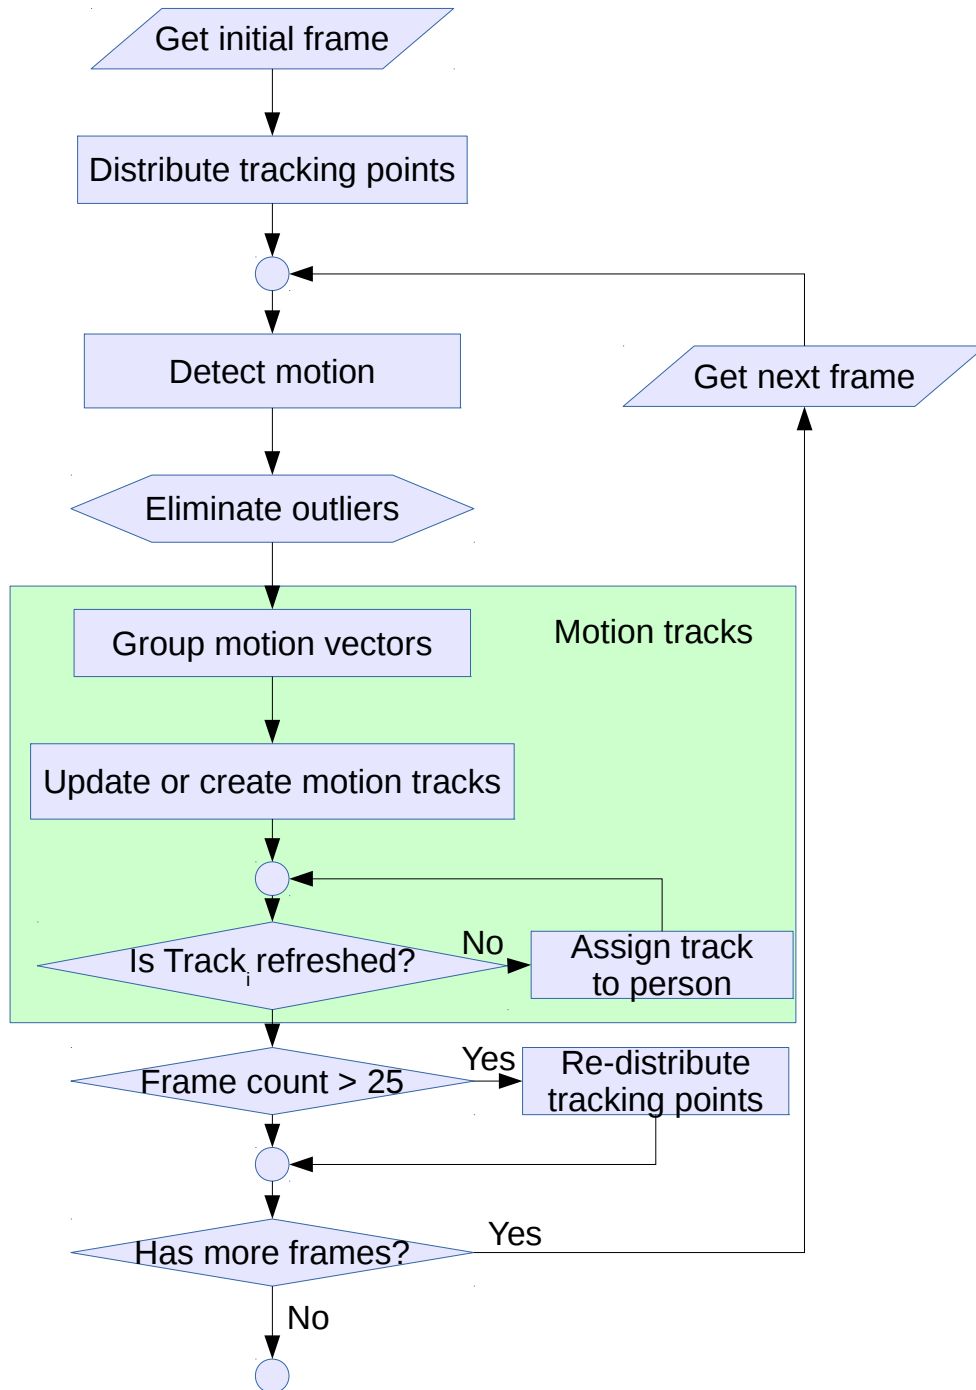 Get initial frame
Distribute tracking points
Detect motion
Get next frame
Eliminate outliers
Motion tracks
Group motion vectors
Update or create motion tracks
Is Track i refreshed?
No
Assign track
to person
Frame count > 25
Yes
Re-distribute
tracking points
Has more frames?
Yes
No